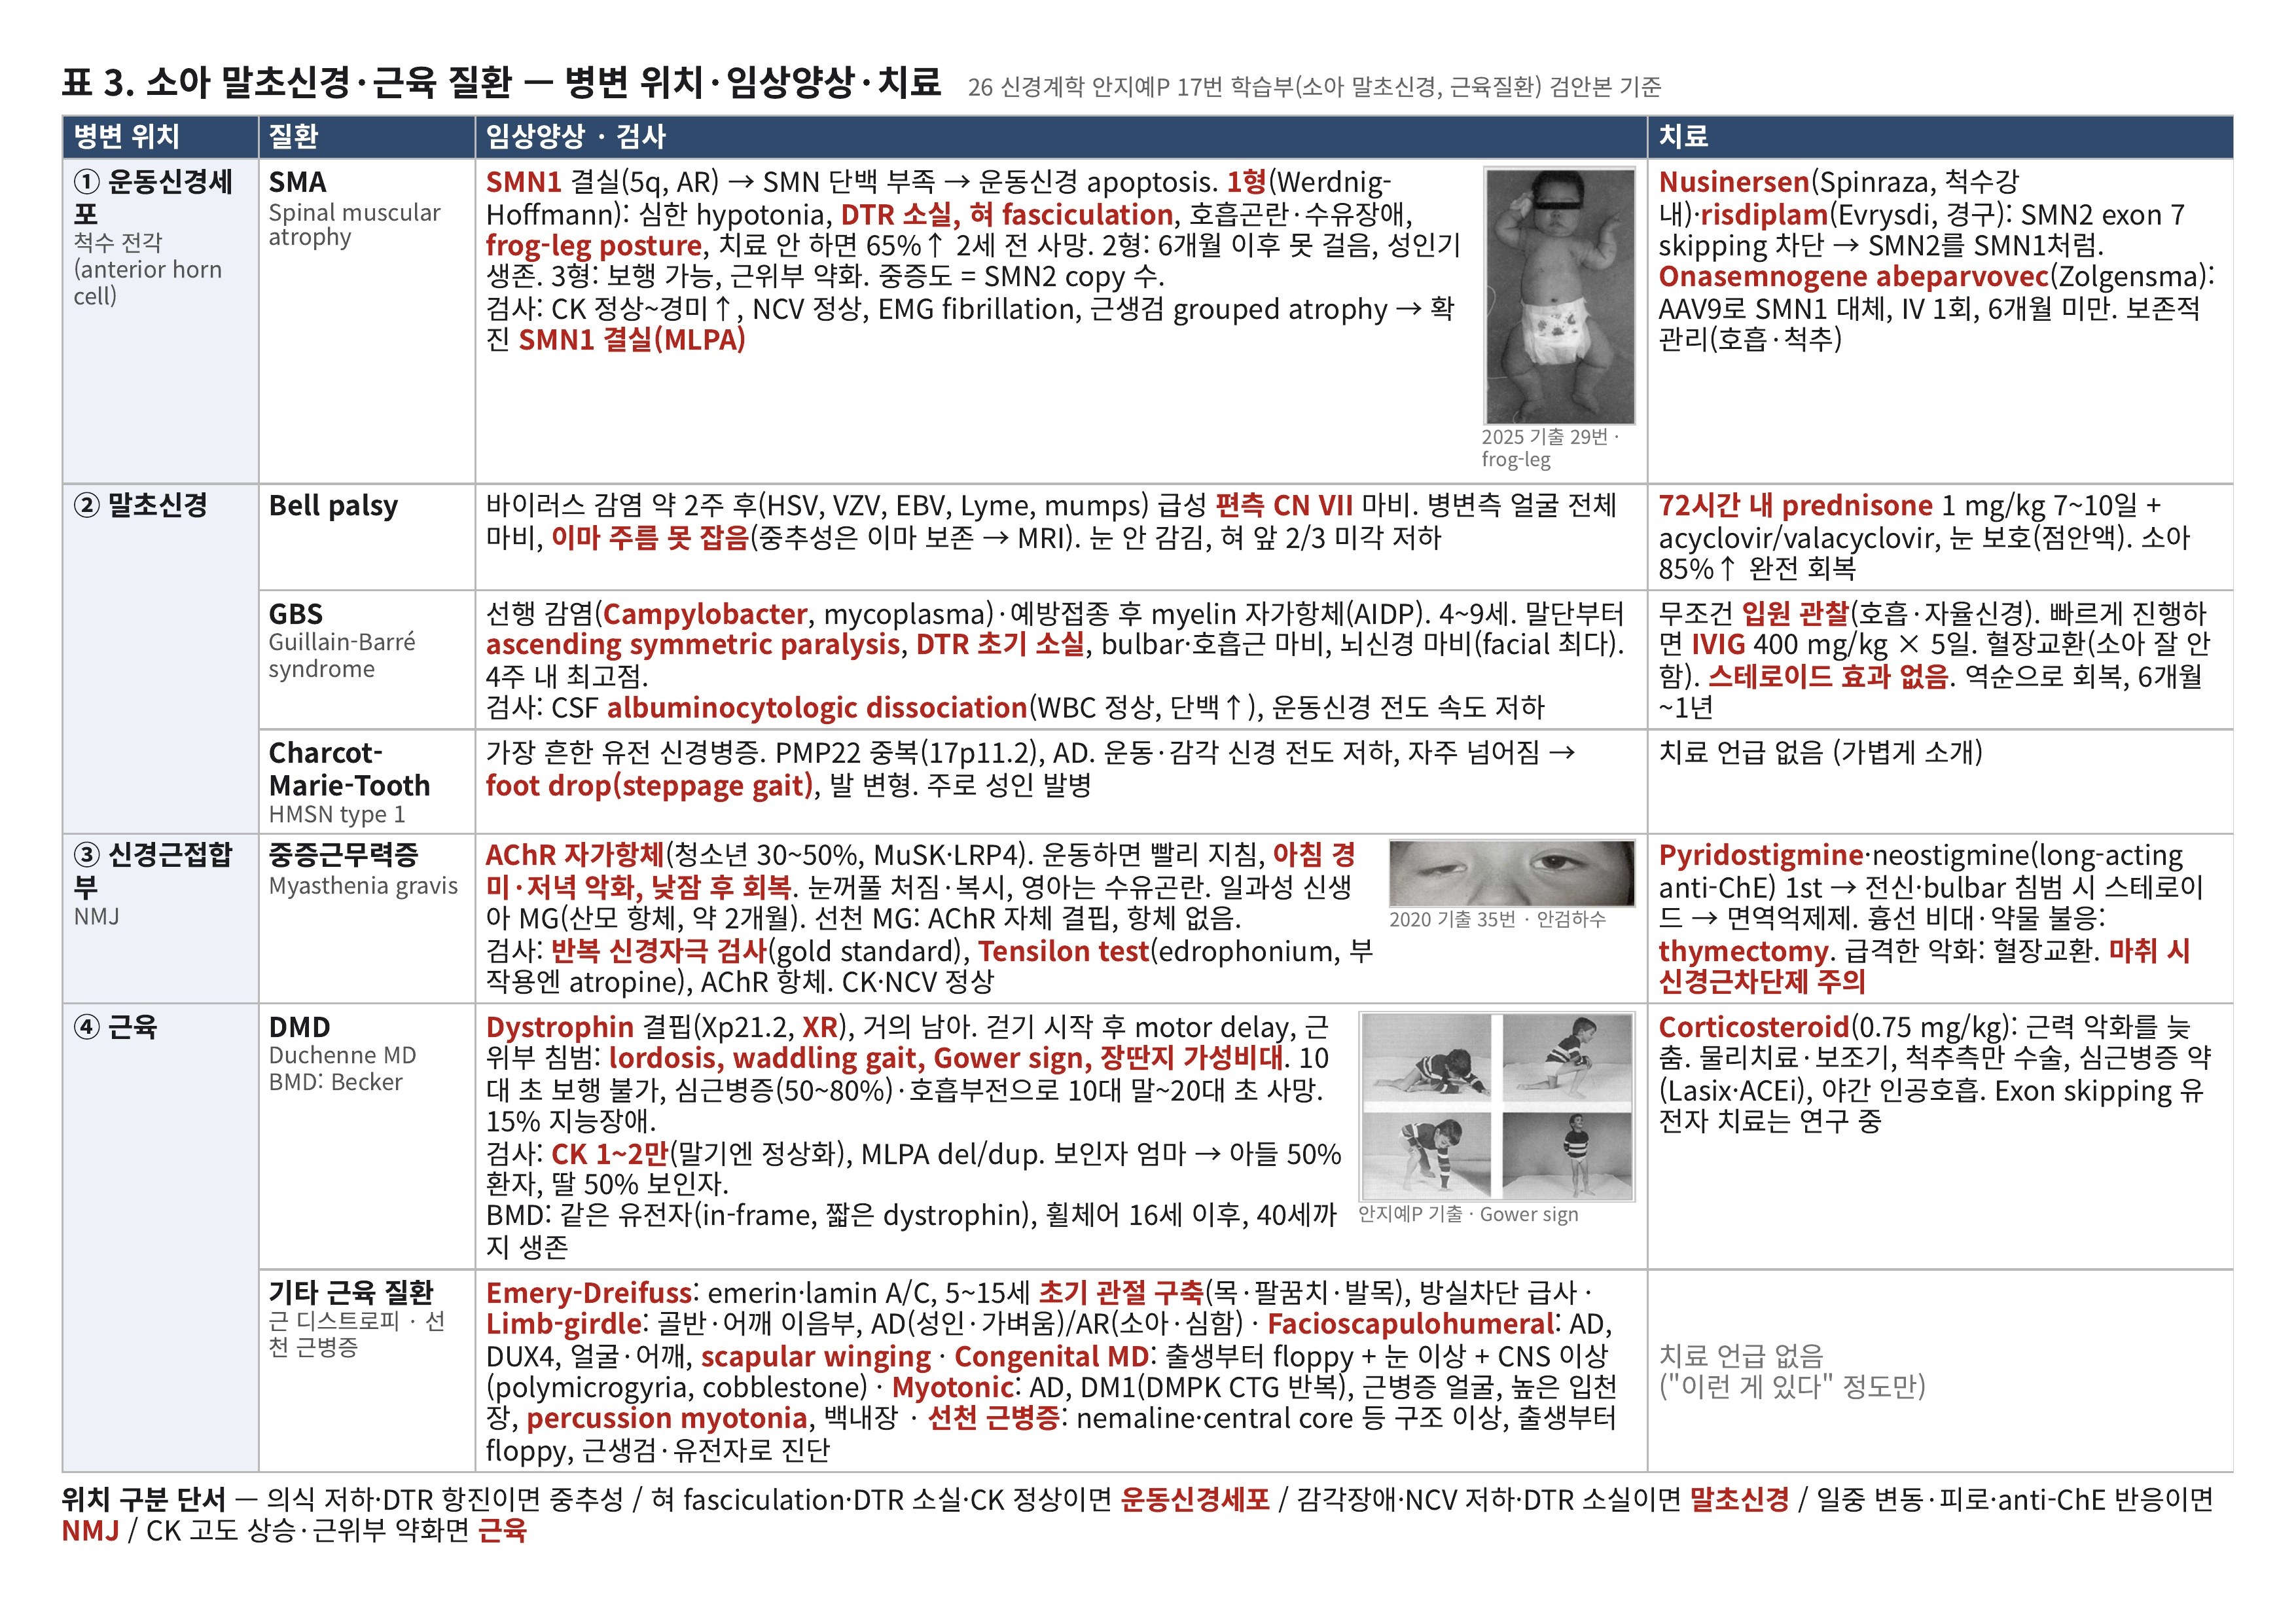 표 3. 소아 말초신경·근육 질환 — 병변 위치·임상양상·치료 26 신경계학 안지예P 17번 학습부(소아 말초신경, 근육질환) 검안본 기준
병변 위치
질환
임상양상 · 검사
치료
① 운동신경세
포
척수 전각
(anterior horn
cell)
SMA
Spinal muscular
atrophy
SMN1 결실(5q, AR) → SMN 단백 부족 → 운동신경 apoptosis. 1형(Werdnig-
Hoffmann): 심한 hypotonia, DTR 소실, 혀 fasciculation, 호흡곤란·수유장애,
frog-leg posture, 치료 안 하면 65%↑ 2세 전 사망. 2형: 6개월 이후 못 걸음, 성인기
생존. 3형: 보행 가능, 근위부 약화. 중증도 = SMN2 copy 수.
검사: CK 정상~경미↑, NCV 정상, EMG fibrillation, 근생검 grouped atrophy → 확
진 SMN1 결실(MLPA)
2025 기출 29번 ·
frog-leg
Nusinersen(Spinraza, 척수강
내)·risdiplam(Evrysdi, 경구): SMN2 exon 7
skipping 차단 → SMN2를 SMN1처럼.
Onasemnogene abeparvovec(Zolgensma):
AAV9로 SMN1 대체, IV 1회, 6개월 미만. 보존적
관리(호흡·척추)
② 말초신경
Bell palsy
바이러스 감염 약 2주 후(HSV, VZV, EBV, Lyme, mumps) 급성 편측 CN VII 마비. 병변측 얼굴 전체
마비, 이마 주름 못 잡음(중추성은 이마 보존 → MRI). 눈 안 감김, 혀 앞 2/3 미각 저하
72시간 내 prednisone 1 mg/kg 7~10일 +
acyclovir/valacyclovir, 눈 보호(점안액). 소아
85%↑ 완전 회복
GBS
Guillain-Barré
syndrome
선행 감염(Campylobacter, mycoplasma)·예방접종 후 myelin 자가항체(AIDP). 4~9세. 말단부터
ascending symmetric paralysis, DTR 초기 소실, bulbar·호흡근 마비, 뇌신경 마비(facial 최다).
4주 내 최고점.
검사: CSF albuminocytologic dissociation(WBC 정상, 단백↑), 운동신경 전도 속도 저하
무조건 입원 관찰(호흡·자율신경). 빠르게 진행하
면 IVIG 400 mg/kg × 5일. 혈장교환(소아 잘 안
함). 스테로이드 효과 없음. 역순으로 회복, 6개월
~1년
Charcot-
Marie-Tooth
HMSN type 1
가장 흔한 유전 신경병증. PMP22 중복(17p11.2), AD. 운동·감각 신경 전도 저하, 자주 넘어짐 →
foot drop(steppage gait), 발 변형. 주로 성인 발병
치료 언급 없음 (가볍게 소개)
③ 신경근접합
부
NMJ
중증근무력증
Myasthenia gravis
AChR 자가항체(청소년 30~50%, MuSK·LRP4). 운동하면 빨리 지침, 아침 경
미·저녁 악화, 낮잠 후 회복. 눈꺼풀 처짐·복시, 영아는 수유곤란. 일과성 신생
아 MG(산모 항체, 약 2개월). 선천 MG: AChR 자체 결핍, 항체 없음.
검사: 반복 신경자극 검사(gold standard), Tensilon test(edrophonium, 부
작용엔 atropine), AChR 항체. CK·NCV 정상
2020 기출 35번 · 안검하수
Pyridostigmine·neostigmine(long-acting
anti-ChE) 1st → 전신·bulbar 침범 시 스테로이
드 → 면역억제제. 흉선 비대·약물 불응:
thymectomy. 급격한 악화: 혈장교환. 마취 시
신경근차단제 주의
④ 근육
DMD
Duchenne MD
BMD: Becker
Dystrophin 결핍(Xp21.2, XR), 거의 남아. 걷기 시작 후 motor delay, 근
위부 침범: lordosis, waddling gait, Gower sign, 장딴지 가성비대. 10
대 초 보행 불가, 심근병증(50~80%)·호흡부전으로 10대 말~20대 초 사망.
15% 지능장애.
검사: CK 1~2만(말기엔 정상화), MLPA del/dup. 보인자 엄마 → 아들 50%
환자, 딸 50% 보인자.
BMD: 같은 유전자(in-frame, 짧은 dystrophin), 휠체어 16세 이후, 40세까
지 생존
안지예P 기출 · Gower sign
Corticosteroid(0.75 mg/kg): 근력 악화를 늦
춤. 물리치료·보조기, 척추측만 수술, 심근병증 약
(Lasix·ACEi), 야간 인공호흡. Exon skipping 유
전자 치료는 연구 중
기타 근육 질환
근 디스트로피 · 선
천 근병증
Emery-Dreifuss: emerin·lamin A/C, 5~15세 초기 관절 구축(목·팔꿈치·발목), 방실차단 급사 ·
Limb-girdle: 골반·어깨 이음부, AD(성인·가벼움)/AR(소아·심함) · Facioscapulohumeral: AD,
DUX4, 얼굴·어깨, scapular winging · Congenital MD: 출생부터 floppy + 눈 이상 + CNS 이상
(polymicrogyria, cobblestone) · Myotonic: AD, DM1(DMPK CTG 반복), 근병증 얼굴, 높은 입천
장, percussion myotonia, 백내장 · 선천 근병증: nemaline·central core 등 구조 이상, 출생부터
floppy, 근생검·유전자로 진단
치료 언급 없음
("이런 게 있다" 정도만)
위치 구분 단서 — 의식 저하·DTR 항진이면 중추성 / 혀 fasciculation·DTR 소실·CK 정상이면 운동신경세포 / 감각장애·NCV 저하·DTR 소실이면 말초신경 / 일중 변동·피로·anti-ChE 반응이면
NMJ / CK 고도 상승·근위부 약화면 근육